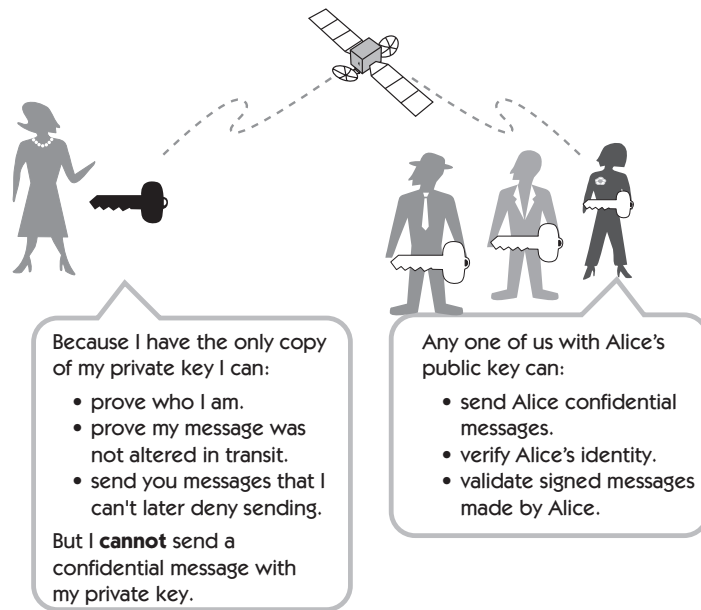 Because I have the only copy
of my private key I can:
• prove who I am.
• prove my message was
not altered in transit.
• send you messages that I
can't later deny sending.
But I cannot send a
confidential message with
my private key.
Any one of us with Alice’s
public key can:
• send Alice confidential
messages.
• verify Alice’s identity.
• validate signed messages
made by Alice.